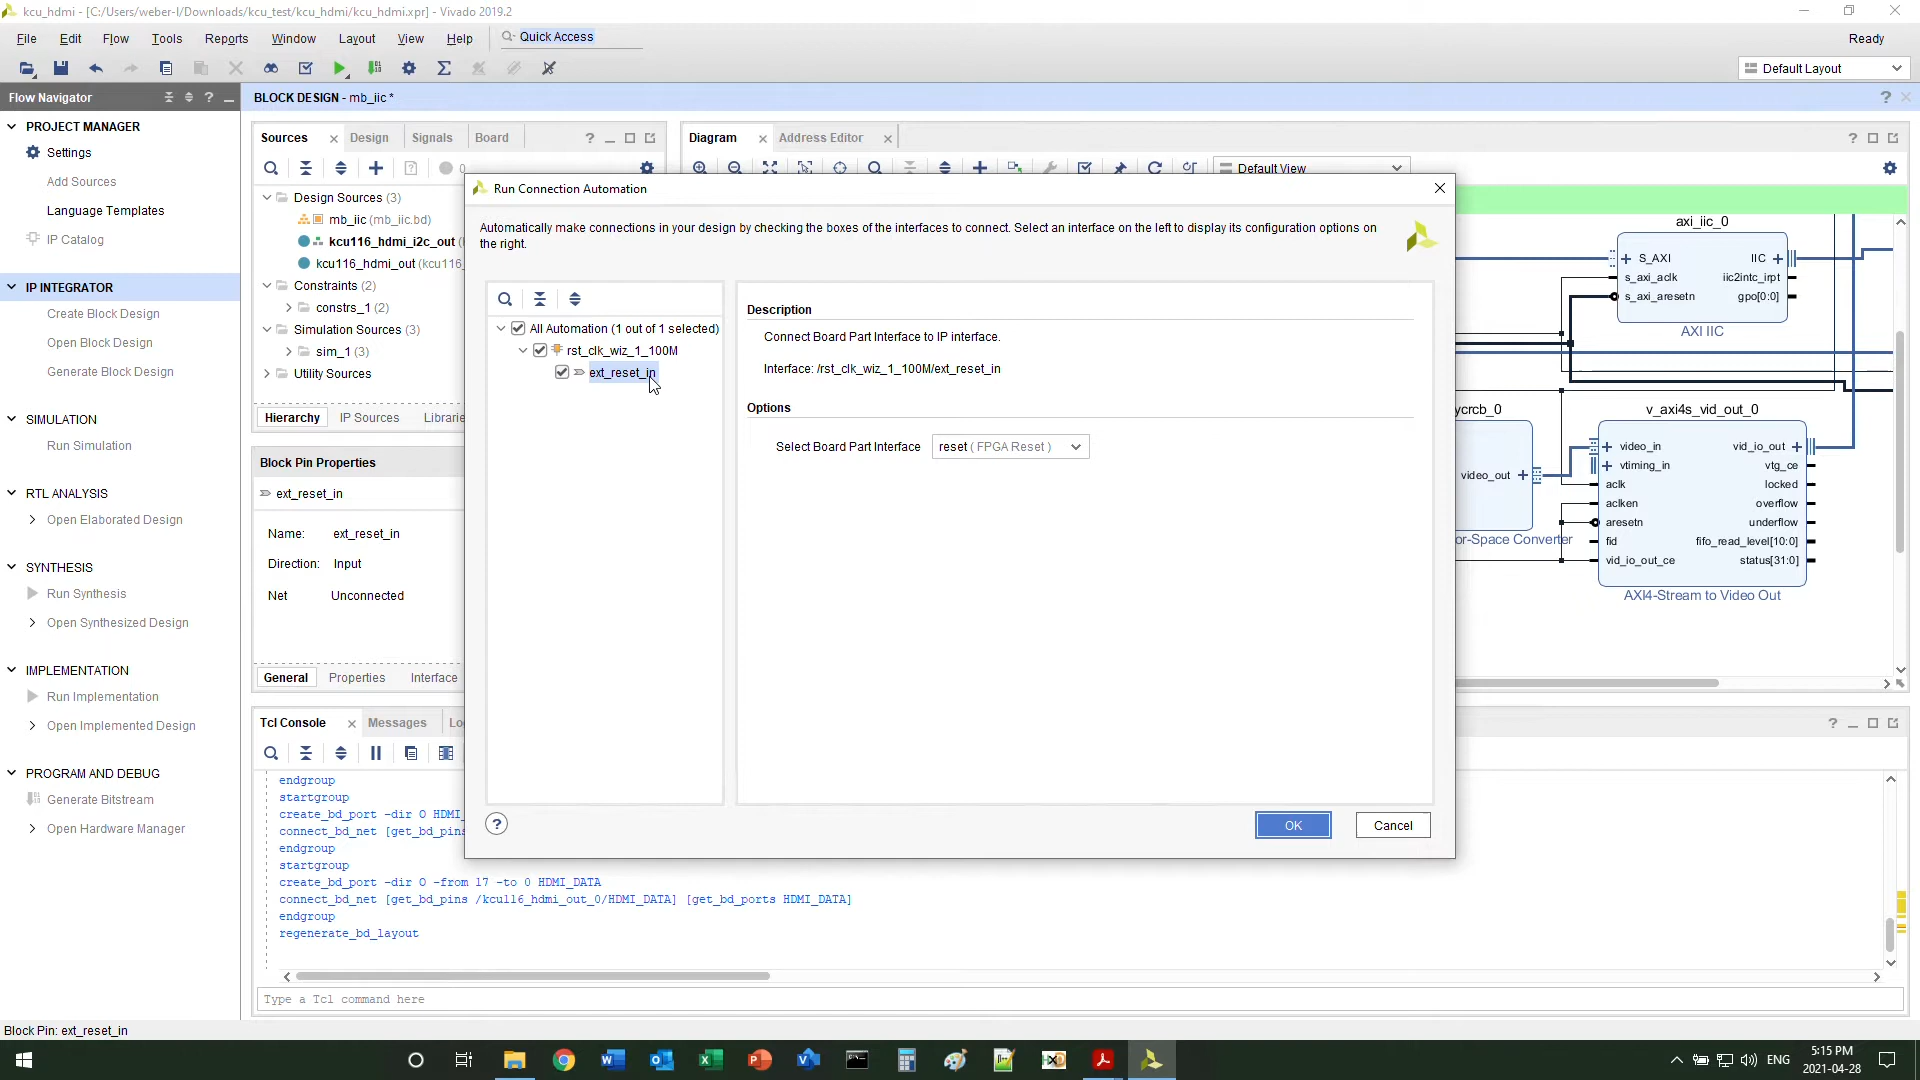 kcu_hdmi - [C:/Users/weber-l/Downloads/kcu_test/kcu_hdmi/kcu_hdmi.xpr] - Vivado 2019.2
File Edit Flow Tools Reports Window Layout View Help Quick Access Ready
Default Layout
Flow Navigator
PROJECT MANAGER
Settings
Add Sources
Language Templates
IP Catalog
IP INTEGRATOR
Create Block Design
Open Block Design
Generate Block Design
SIMULATION
Run Simulation
RTL ANALYSIS
Open Elaborated Design
SYNTHESIS
Run Synthesis
Open Synthesized Design
IMPLEMENTATION
Run Implementation
Open Implemented Design
PROGRAM AND DEBUG
Generate Bitstream
Open Hardware Manager
BLOCK DESIGN - mb_iic *
Sources Design Signals Board
0
Design Sources (3)
mb_iic (mb_iic.bd)
kcu116_hdmi_i2c_out (
kcu116_hdmi_out (kcu116_
Constraints (2)
constrs_1 (2)
Simulation Sources (3)
sim_1 (3)
Utility Sources
Hierarchy IP Sources Librarie
Block Pin Properties
ext_reset_in
Name: ext_reset_in
Direction: Input
Net Unconnected
General Properties Interface
Diagram Address Editor
Default View
Run Connection Automation
Automatically make connections in your design by checking the boxes of the interfaces to connect. Select an interface on the left to display its configuration options on
the right.
All Automation (1 out of 1 selected)
rst_clk_wiz_1_100M
ext_reset_in
Description
Connect Board Part Interface to IP interface.
Interface: /rst_clk_wiz_1_100M/ext_reset_in
Options
Select Board Part Interface reset ( FPGA Reset )
? OK Cancel
axi_iic_0
S_AXI IIC
s_axi_aclk iic2intc_irpt
s_axi_aresetn gpo[0:0]
AXI IIC
ycrcb_0
video_out
or-Space Converter
v_axi4s_vid_out_0
video_in vid_io_out
vtiming_in vtg_ce
aclk locked
aclken overflow
aresetn underflow
fid fifo_read_level[10:0]
vid_io_out_ce status[31:0]
AXI4-Stream to Video Out
Tcl Console Messages Lo
endgroup
startgroup
create_bd_port -dir O HDMI_
connect_bd_net [get_bd_pins
endgroup
startgroup
create_bd_port -dir O -from 17 -to 0 HDMI_DATA
connect_bd_net [get_bd_pins /kcu116_hdmi_out_0/HDMI_DATA] [get_bd_ports HDMI_DATA]
endgroup
regenerate_bd_layout
Type a Tcl command here
Block Pin: ext_reset_in
ENG
5:15 PM
2021-04-28